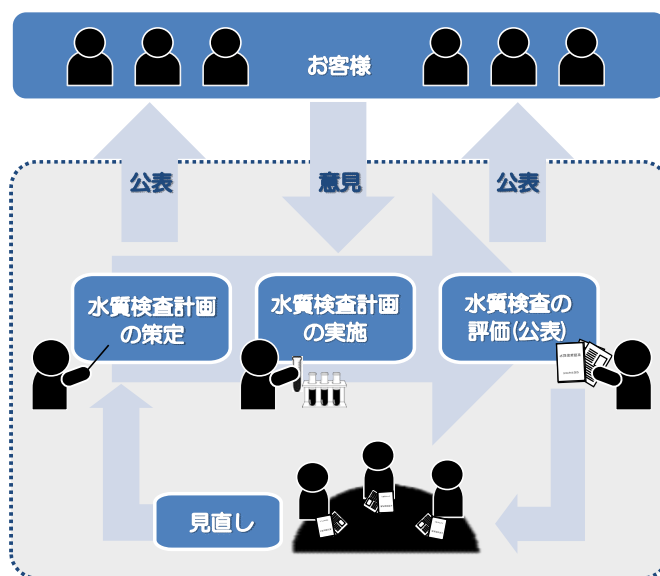 お客様
公表
意見
公表
水質検査計画
の策定
水質検査計画
の実施
水質検査の
評価(公表)
見直し